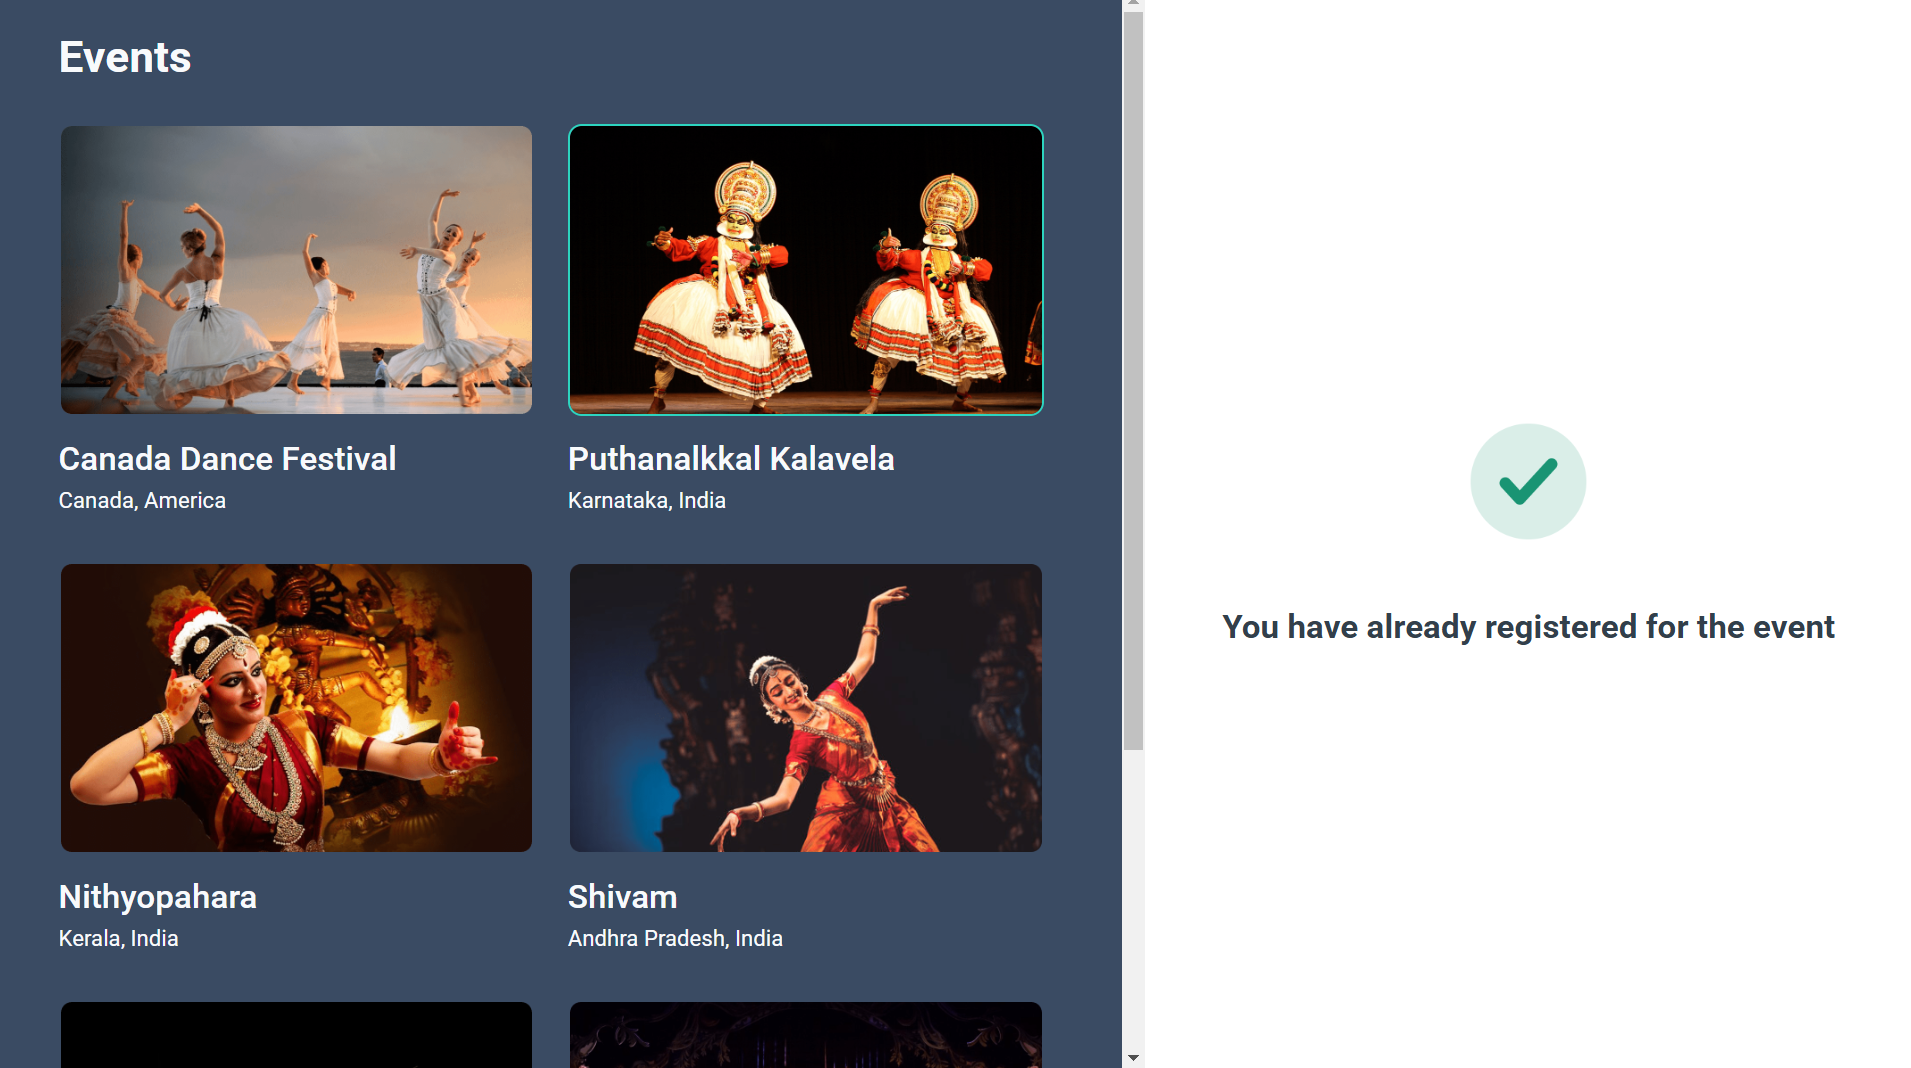 Events
Canada Dance Festival
Canada, America
Puthanalkkal Kalavela
Karnataka, India
Nithyopahara
Kerala, India
Shivam
Andhra Pradesh, India
You have already registered for the event